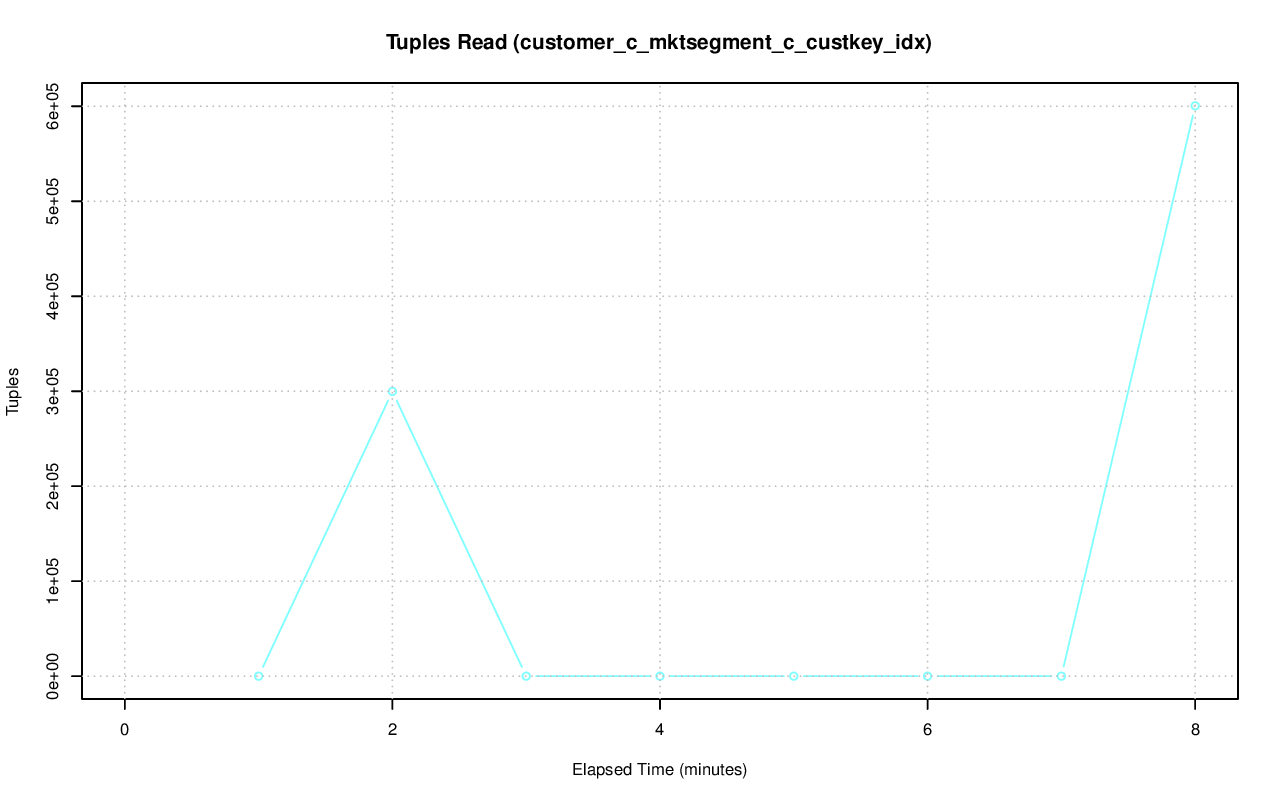 Tuples Read (customer_c_mktsegment_c_custkey_idx)
6e+05
5e+05
4e+05
3e+05
2e+05
1e+05
0e+00
Tuples
0 2 4 6 8
Elapsed Time (minutes)